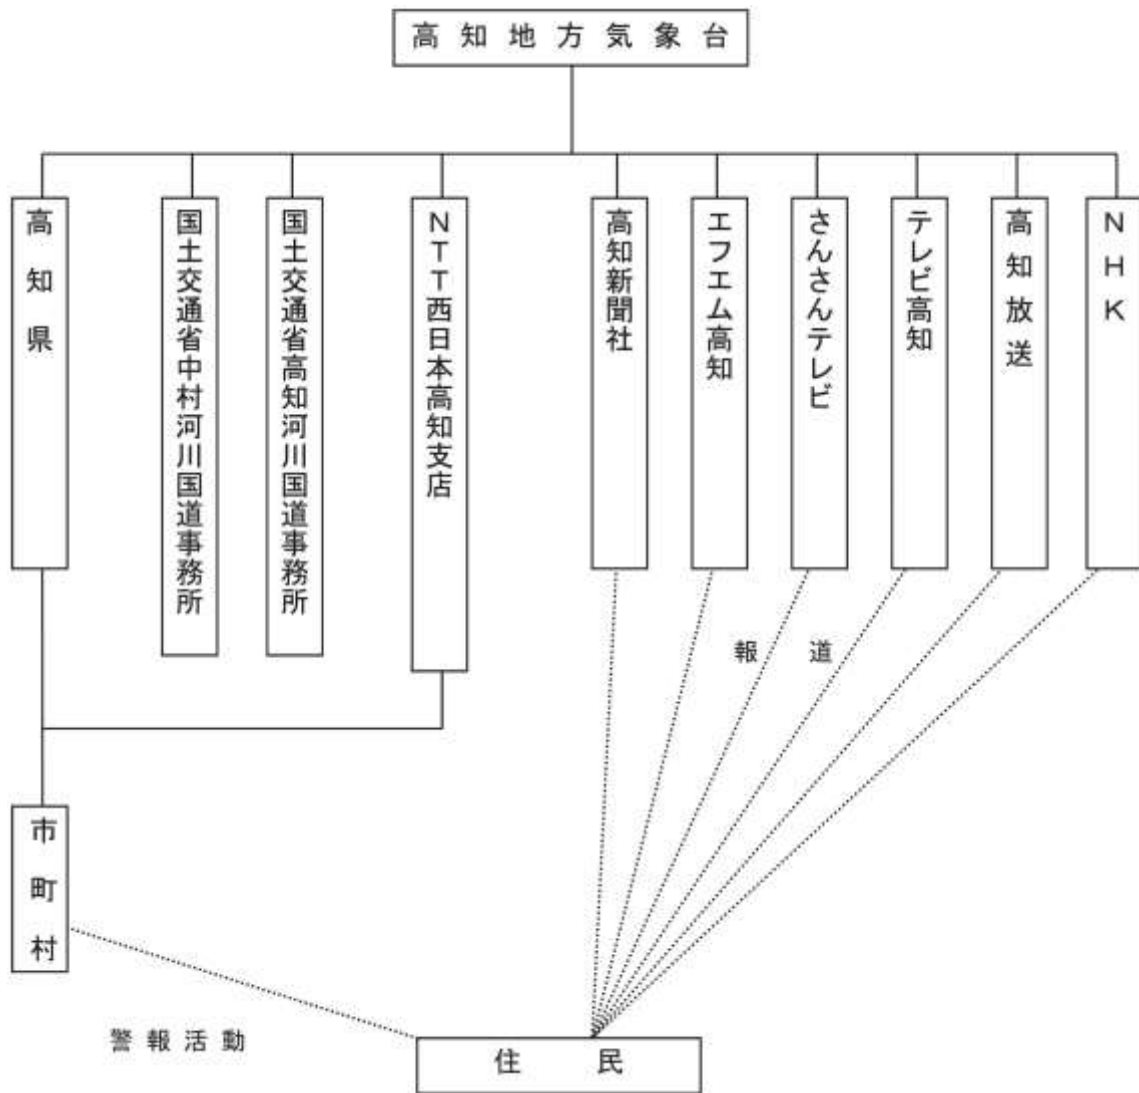 高知地方気象台
高知県
国土交通省中村河川国道事務所
国土交通省高知河川国道事務所
NTT西日本高知支店
高知新聞社
エフエム高知
さんさんテレビ
テレビ高知
高知放送
NHK
報道
市町村
警報活動
住民